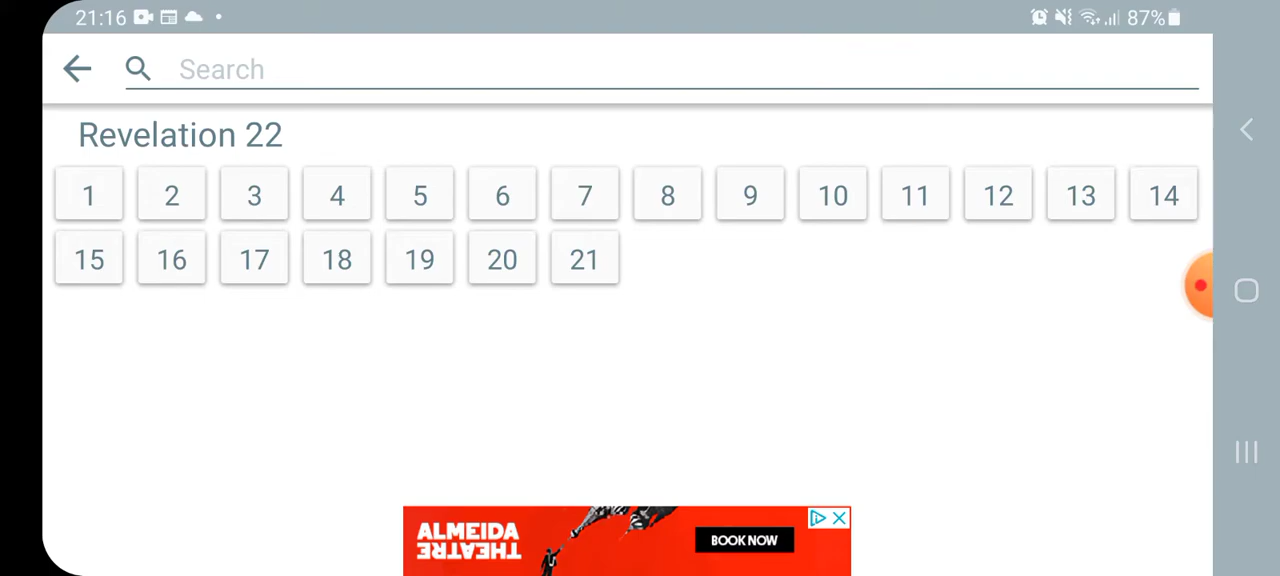 21:16 87%
Search
Revelation 22
1 2 3 4 5 6 7 8 9 10 11 12 13 14
15 16 17 18 19 20 21
ALMEIDA
THEATRE
BOOK NOW